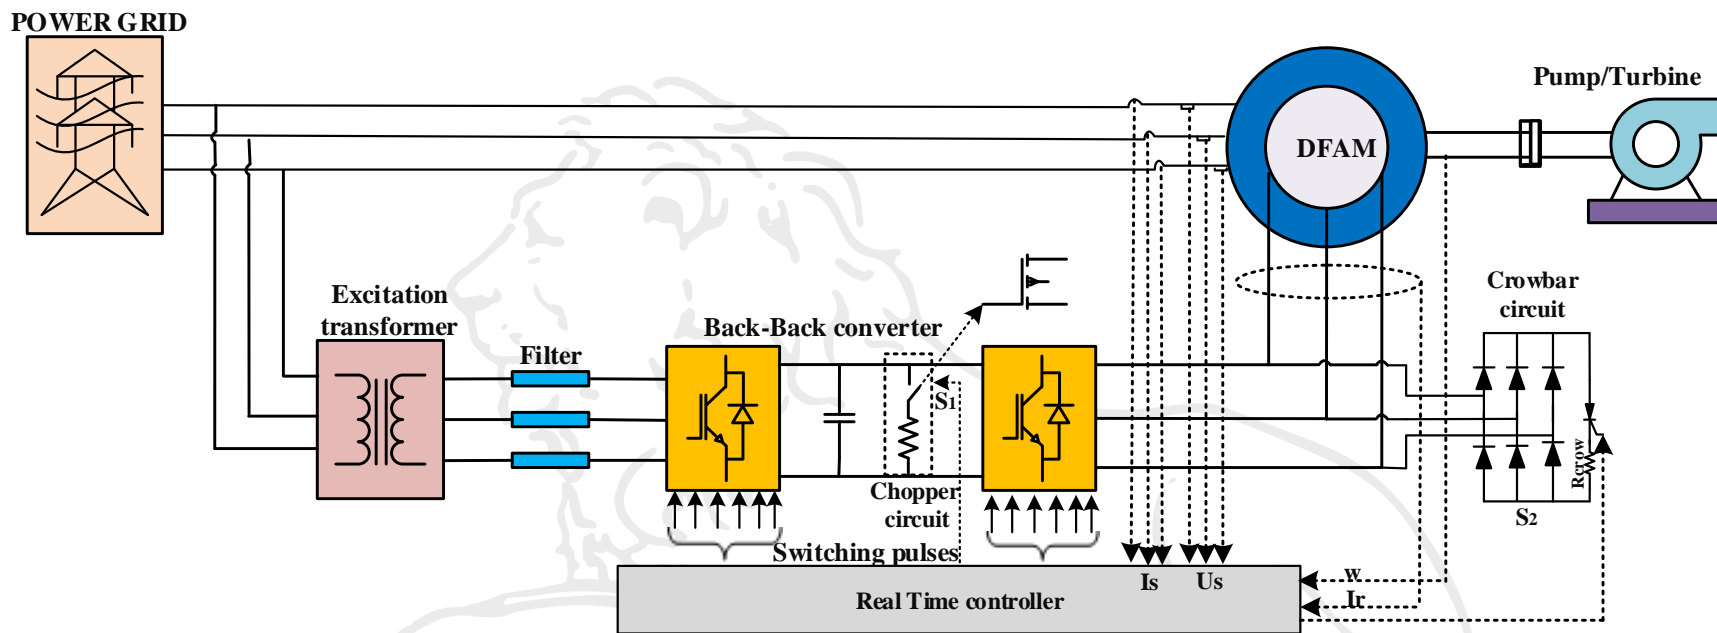 POWER GRID
Pump/Turbine
DFAM
Excitation
transformer
Filter
Back-Back converter
Crowbar
circuit
S1
Rcrow
Chopper
circuit
S2
Switching pulses
Is
Us
w
Ir
Real Time controller